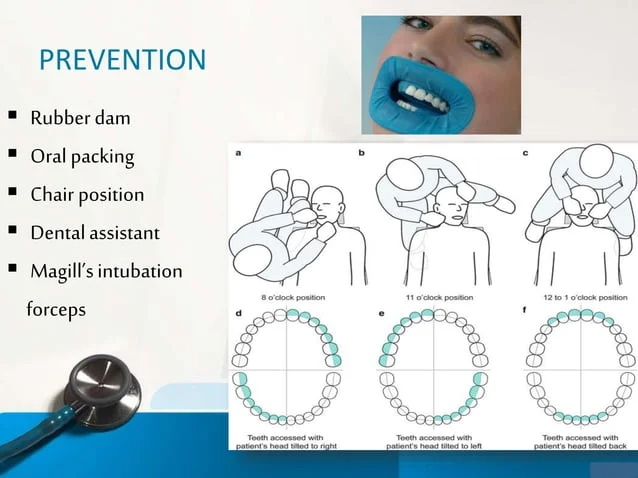 PREVENTION
▪ Rubber dam
▪ Oral packing
▪ Chair position
▪ Dental assistant
▪ Magill’s intubation
forceps
a b c
8 o'clock position 11 o'clock position 12 to 1 o'clock position
d e f
Teeth accessed with Teeth accessed with Teeth accessed with
patient's head tilted to right patient's head tilted to left patient's head tilted back